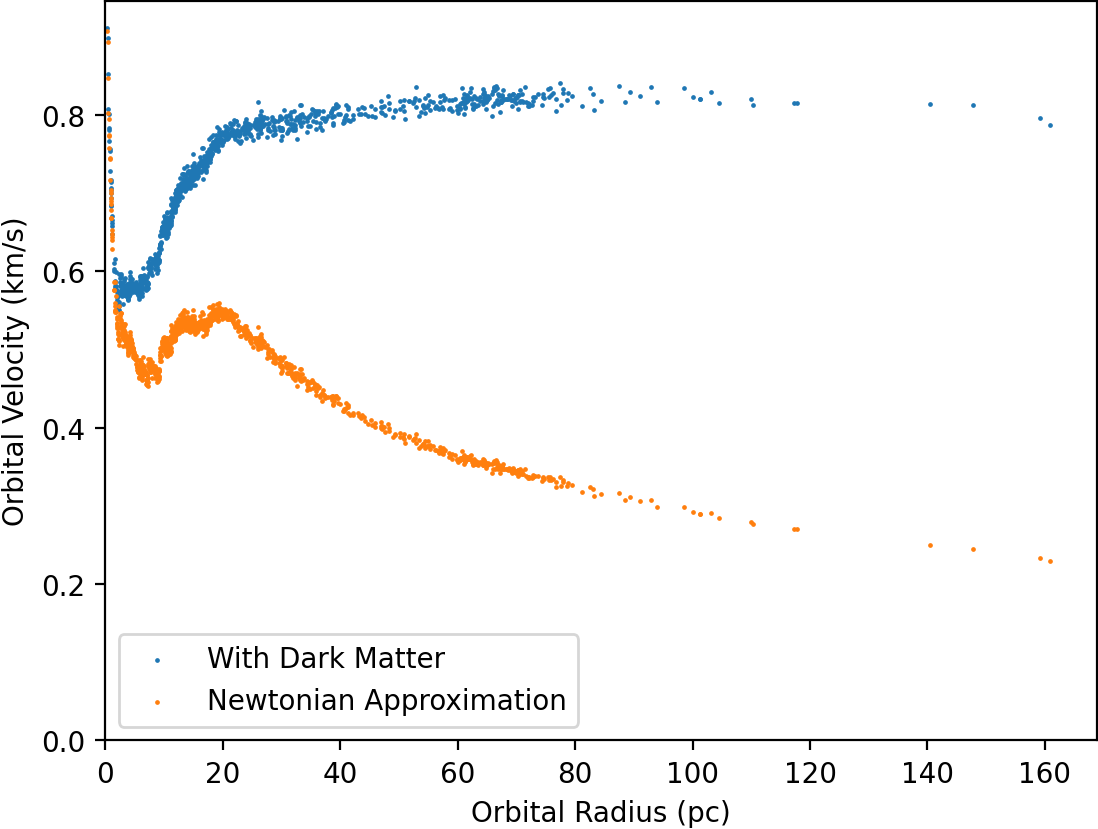 0.8
0.6
0.4
0.2
0.0
Orbital Velocity (km/s)
With Dark Matter
Newtonian Approximation
0 20 40 60 80 100 120 140 160
Orbital Radius (pc)